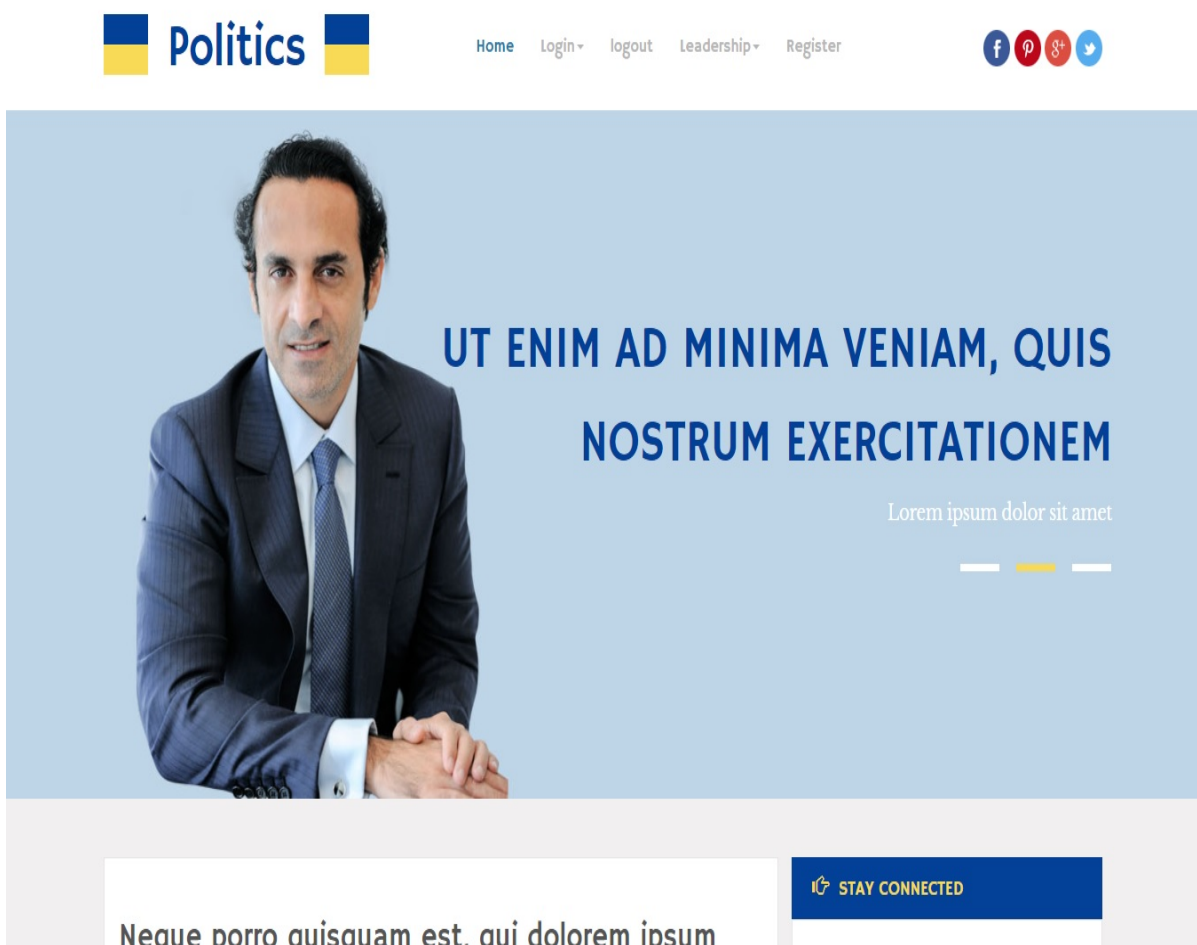 Politics
Home Login logout Leadership Register
UT ENIM AD MINIMA VENIAM, QUIS
NOSTRUM EXERCITATIONEM
Lorem ipsum dolor sit amet
STAY CONNECTED
Neque porro quisquam est, qui dolorem ipsum